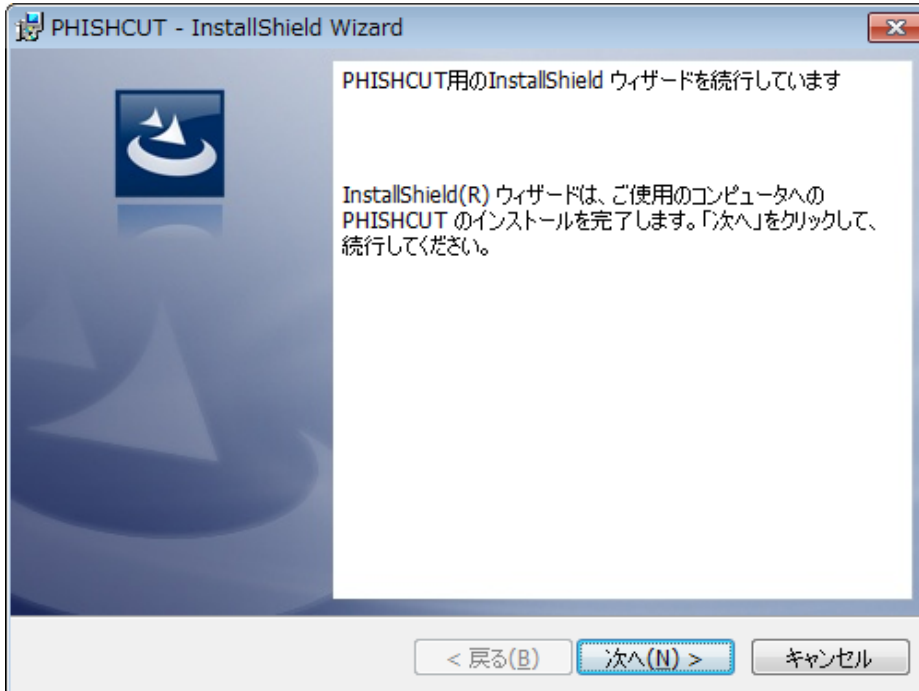 PHISHCUT - InstallShield Wizard
PHISHCUT用のInstallShield ウィザードを続行しています
InstallShield(R) ウィザードは、ご使用のコンピュータへの
PHISHCUT のインストールを完了します。「次へ」をクリックして、
続行してください。
< 戻る(B)
次へ(N) >
キャンセル